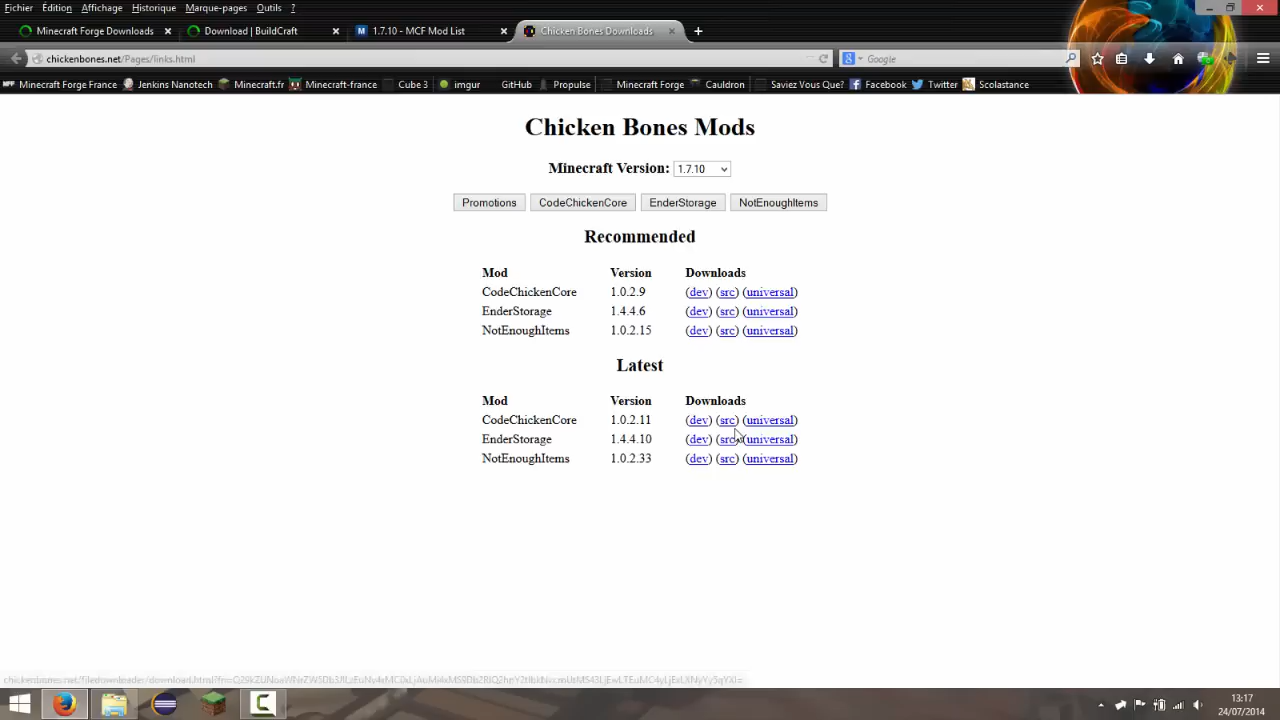 Fichier Édition Affichage Historique Marque-pages Outils ?
Minecraft Forge Downloads × Download | BuildCraft × M 1.7.10 - MCF Mod List × Chicken Bones Downloads × +
chickenbones.net/Pages/links.html Google
Minecraft Forge France Jenkins Nanotech Minecraft.fr Minecraft-france Cube 3 imgur GitHub Propulse Minecraft Forge Cauldron Saviez Vous Que? Facebook Twitter Scolastance
Chicken Bones Mods
Minecraft Version: 1.7.10
Promotions CodeChickenCore EnderStorage NotEnoughItems
Recommended
Mod Version Downloads
CodeChickenCore 1.0.2.9 (dev) (src) (universal)
EnderStorage 1.4.4.6 (dev) (src) (universal)
NotEnoughItems 1.0.2.15 (dev) (src) (universal)
Latest
Mod Version Downloads
CodeChickenCore 1.0.2.11 (dev) (src) (universal)
EnderStorage 1.4.4.10 (dev) (src) (universal)
NotEnoughItems 1.0.2.33 (dev) (src) (universal)
13:17
24/07/2014